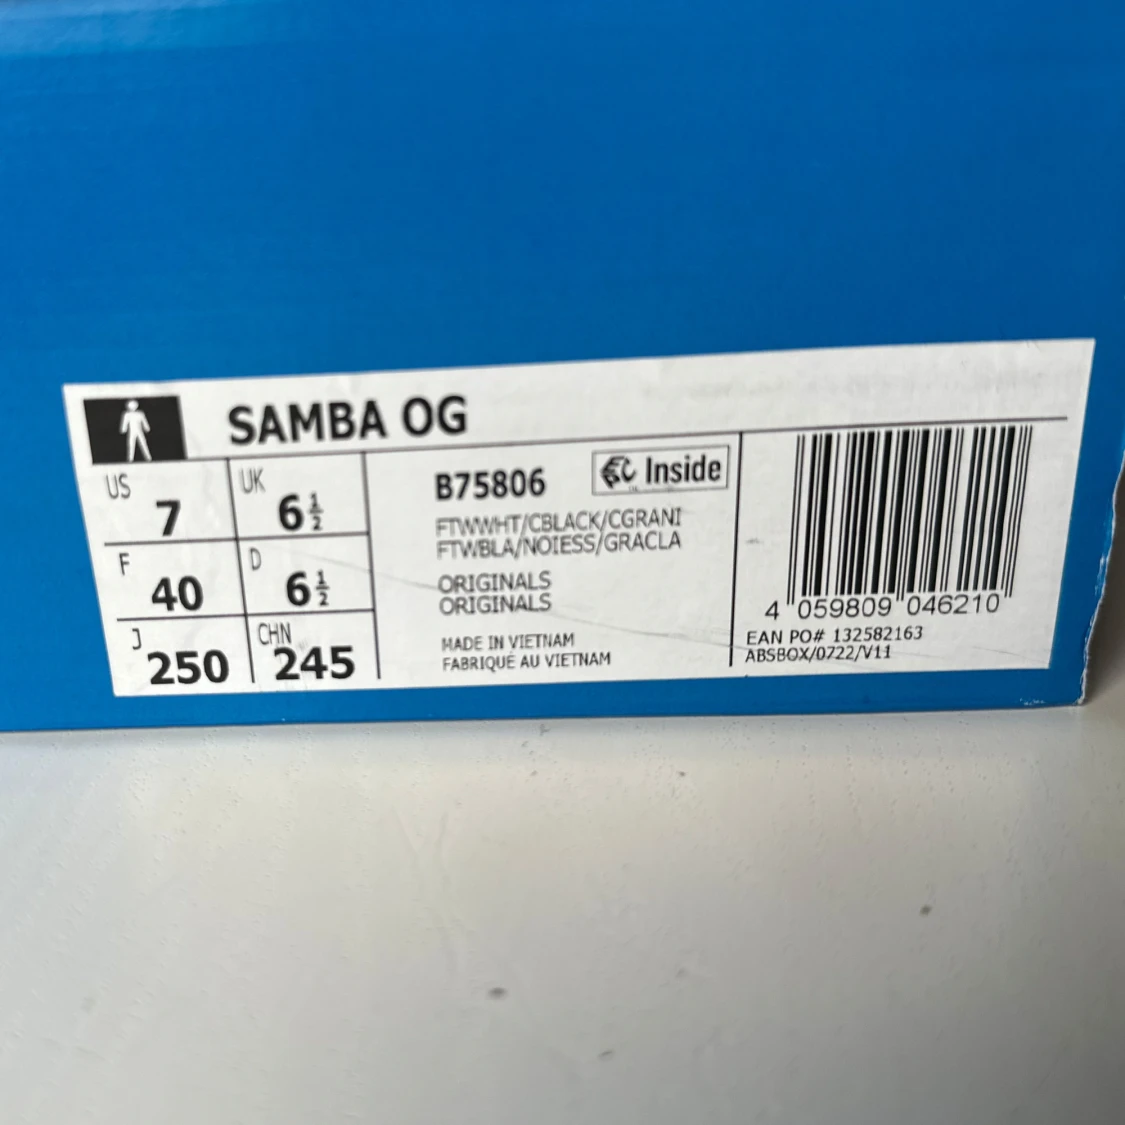 SAMBA OG
US 7 UK 6½
F 40 D 6½
J 250 CHN 245
B75806
Inside
FTWWHT/CBLACK/CGRANI
FTWBLA/NOIESS/GRACLA
ORIGINALS
ORIGINALS
MADE IN VIETNAM
FABRIQUÉ AU VIETNAM
4 059809 046210
EAN PO# 132582163
ABSBOX/0722/V11